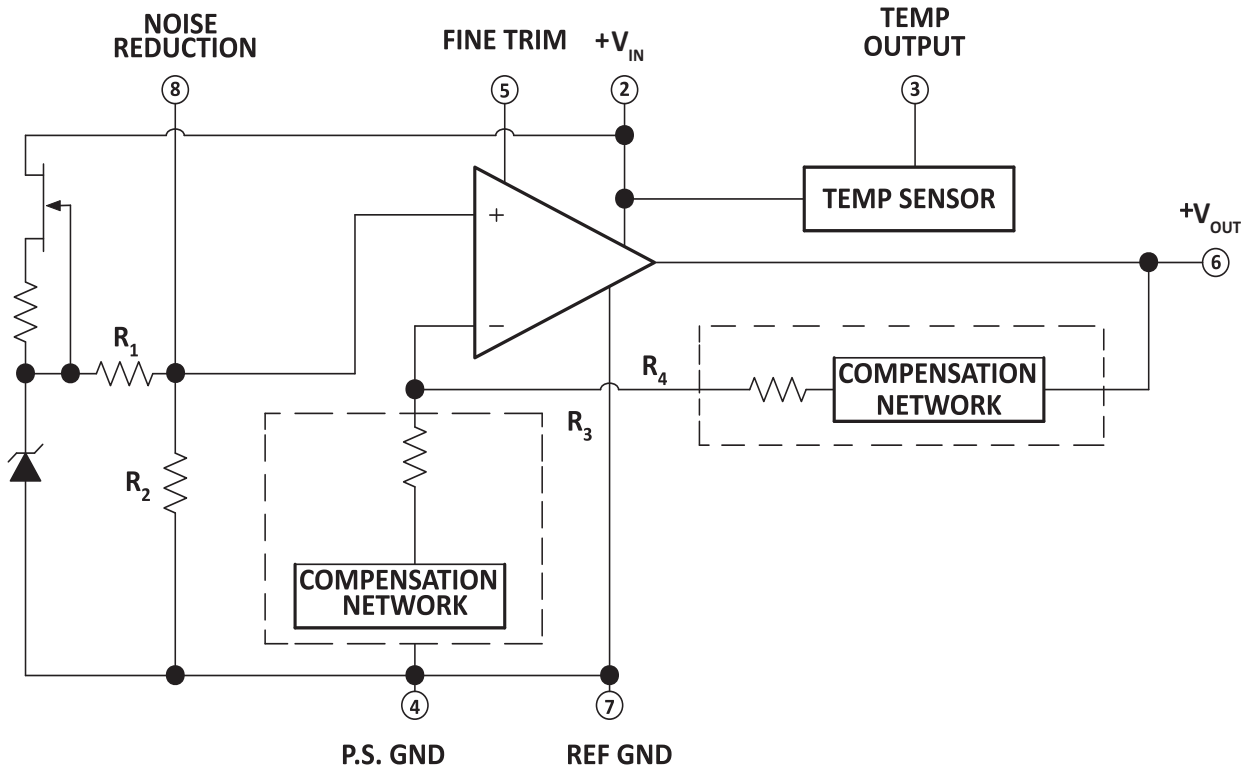 NOISE
REDUCTION
8
FINE TRIM
5
+VIN
2
TEMP
OUTPUT
3
TEMP SENSOR
+VOUT
6
+
−
R1
R2
R4
COMPENSATION
NETWORK
R3
COMPENSATION
NETWORK
4
7
P.S. GND
REF GND